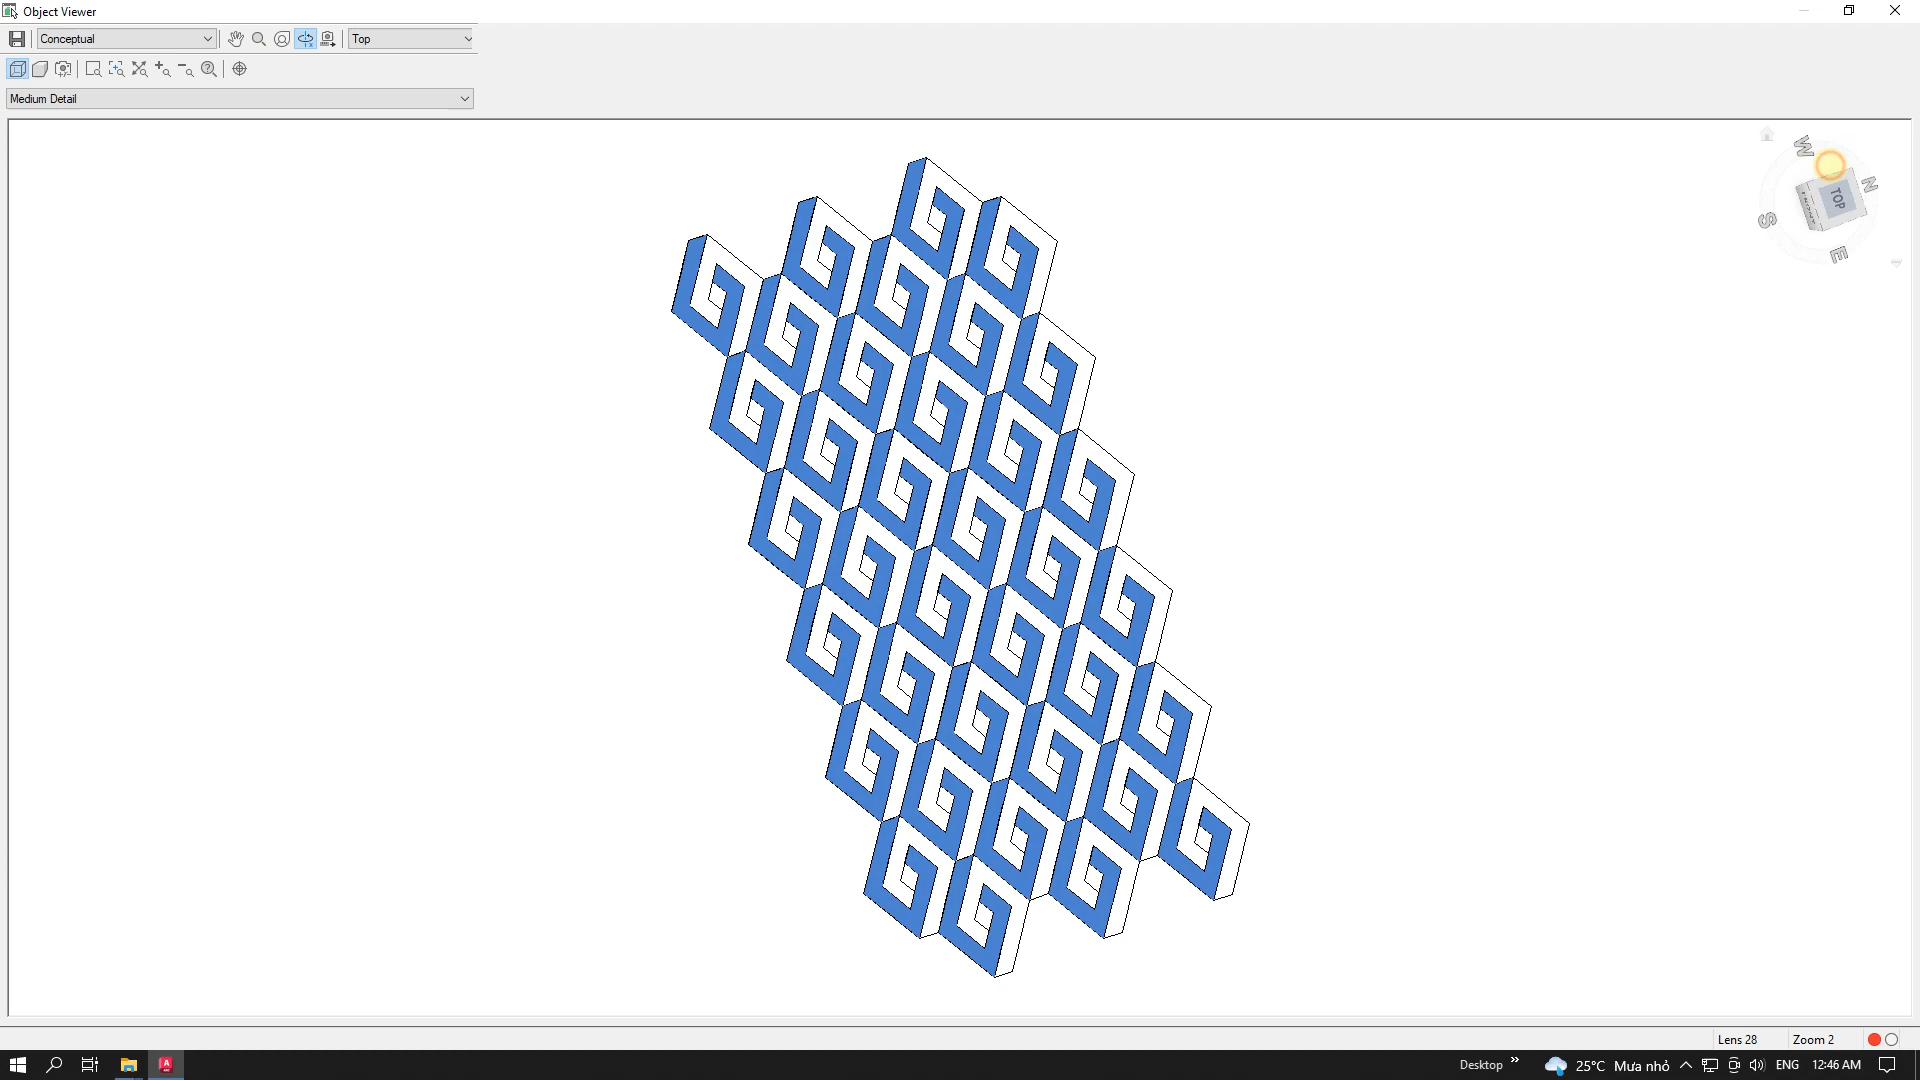 Object Viewer
Conceptual
Top
Medium Detail
W
N
TOP
S
E
Lens 28
Zoom 2
Desktop
25°C Mưa nhỏ
ENG
12:46 AM